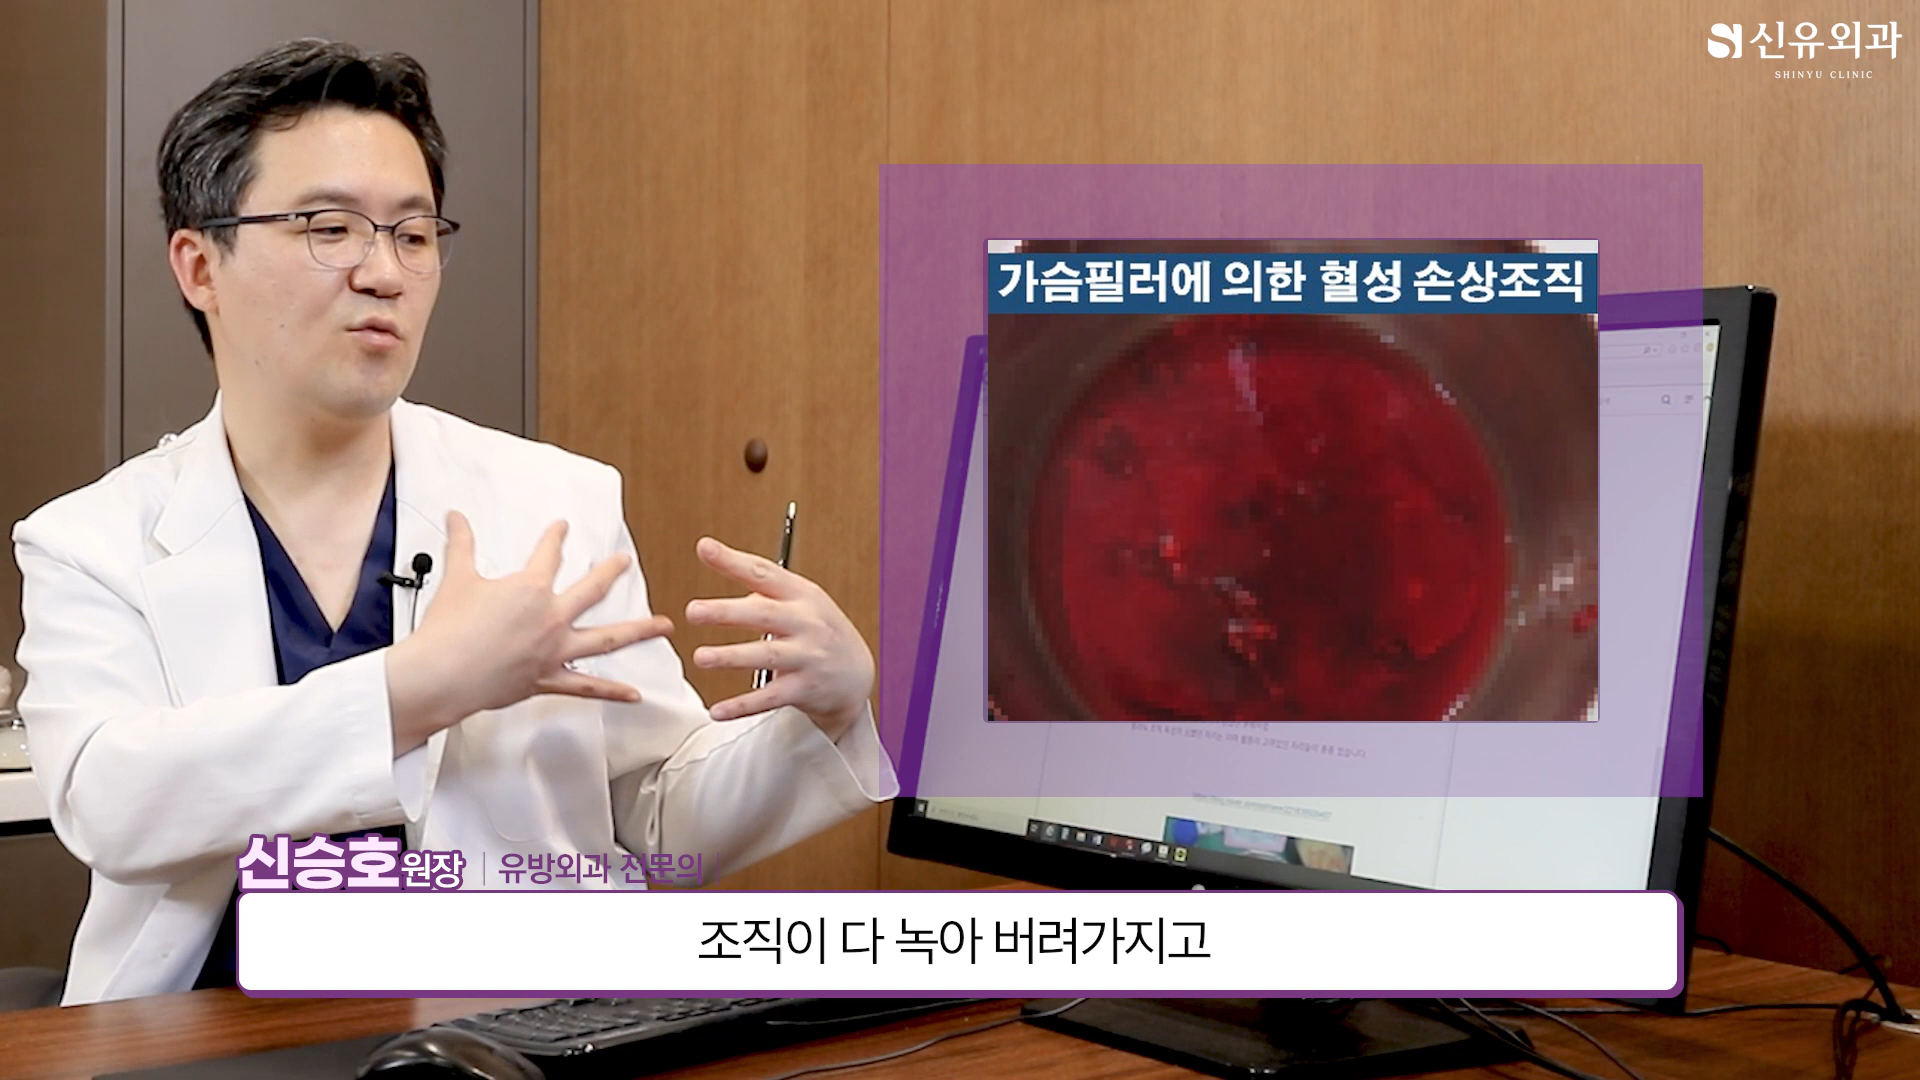 신유외과
SHINYU CLINIC
가슴필러에 의한 혈성 손상조직
신승호 원장 | 유방외과 전문의 |
조직이 다 녹아 버려가지고